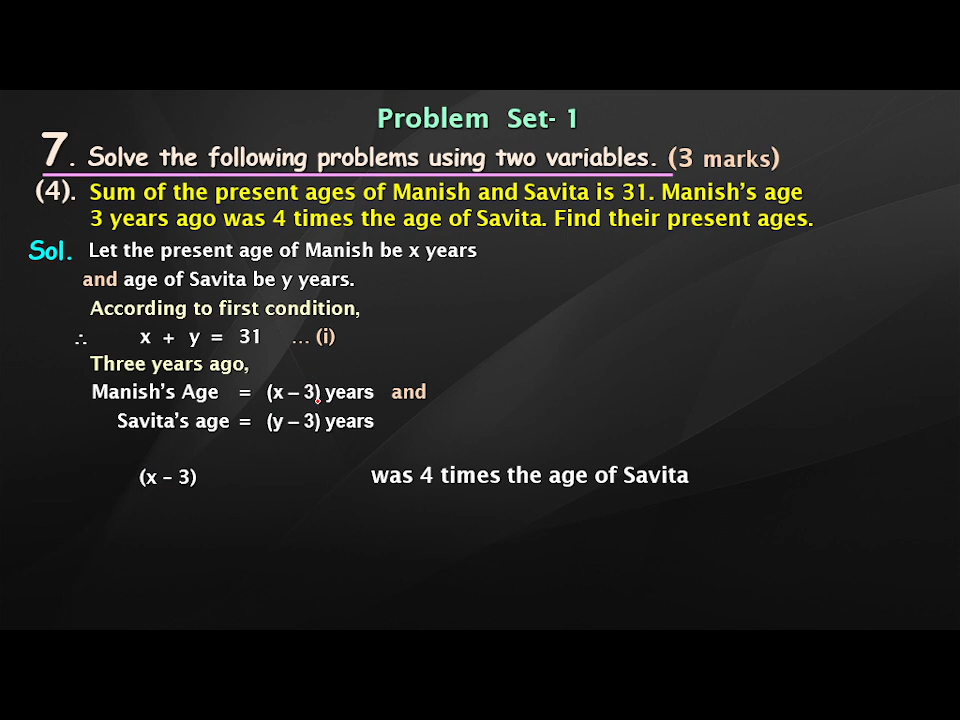 Problem Set- 1
7. Solve the following problems using two variables. (3 marks)
(4). Sum of the present ages of Manish and Savita is 31. Manish's age
3 years ago was 4 times the age of Savita. Find their present ages.
Sol. Let the present age of Manish be x years
and age of Savita be y years.
According to first condition,
∴ x + y = 31 ... (i)
Three years ago,
Manish's Age = (x – 3) years and
Savita's age = (y – 3) years
(x – 3) was 4 times the age of Savita